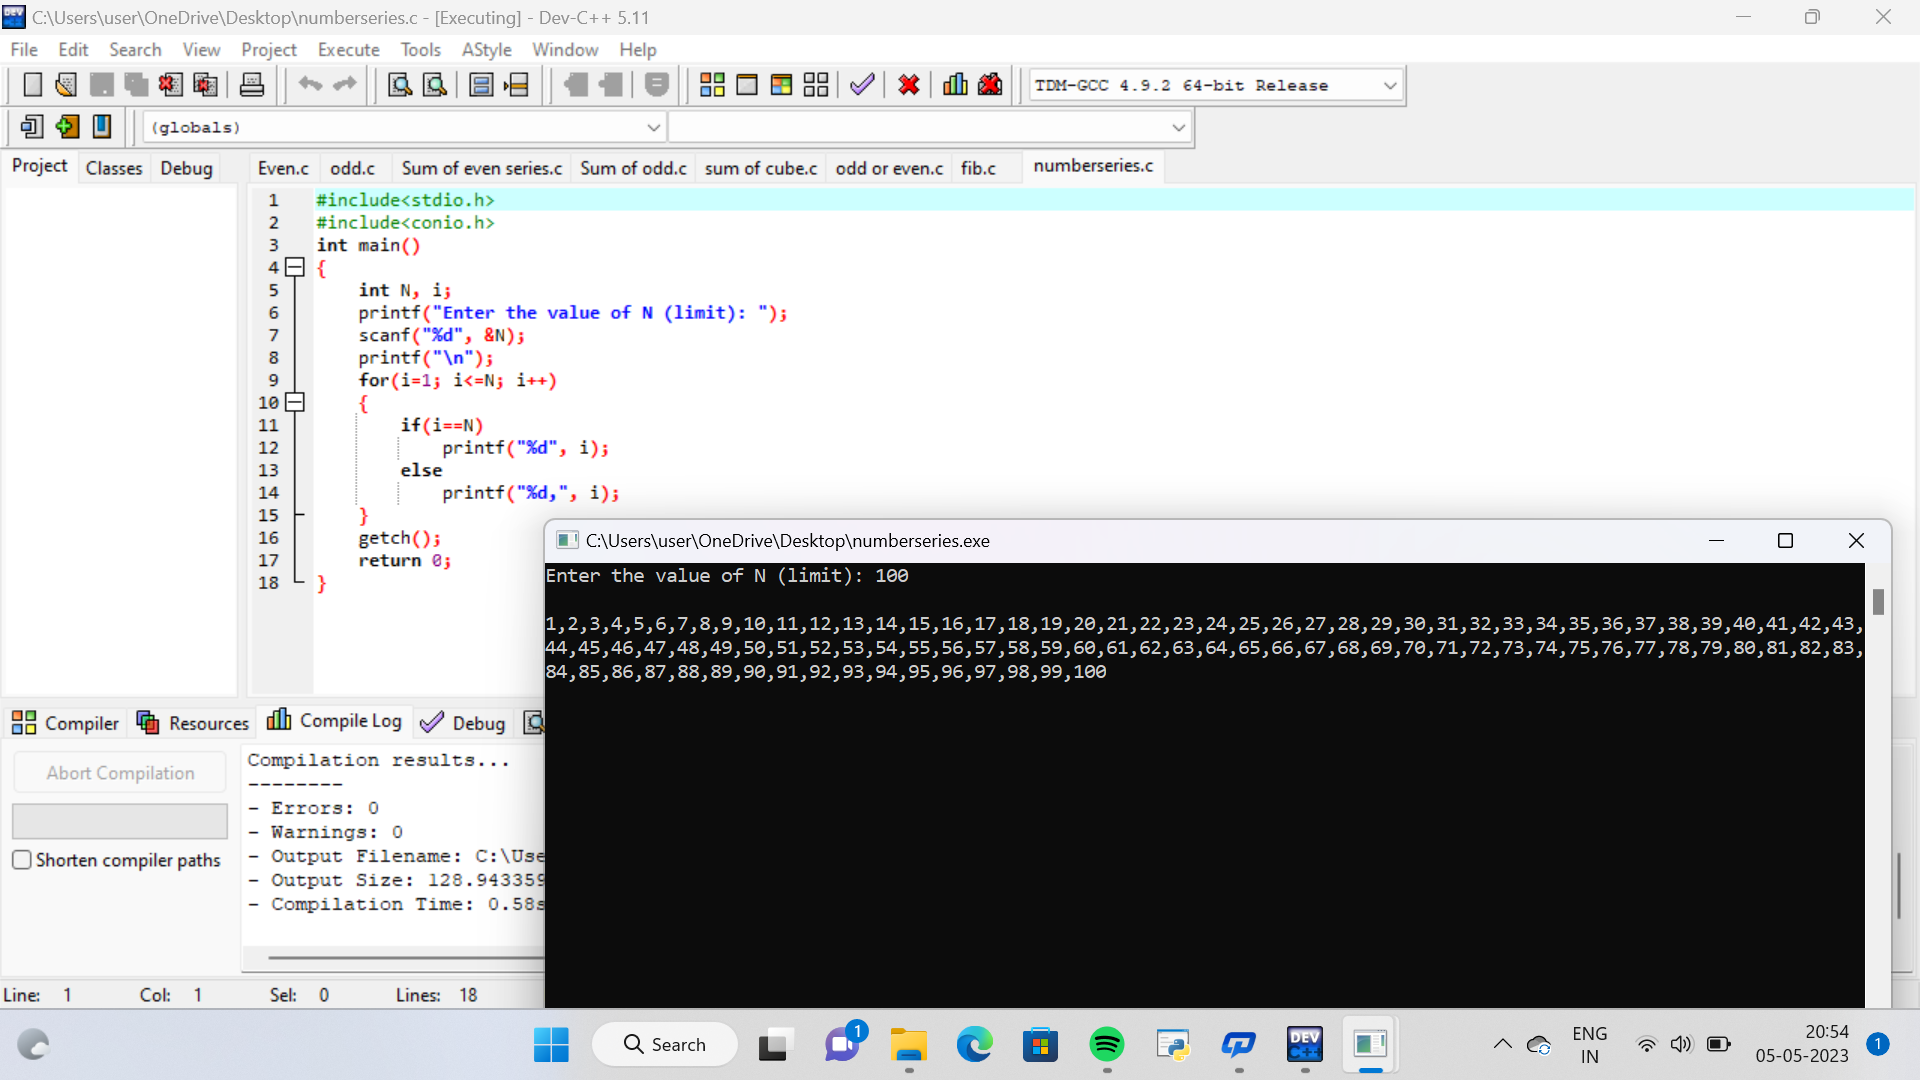 C:\Users\user\OneDrive\Desktop\numberseries.c - [Executing] - Dev-C++ 5.11
File Edit Search View Project Execute Tools AStyle Window Help
TDM-GCC 4.9.2 64-bit Release
(globals)
Project Classes Debug
Even.c odd.c Sum of even series.c Sum of odd.c sum of cube.c odd or even.c fib.c numberseries.c
1 #include<stdio.h>
2 #include<conio.h>
3 int main()
4 {
5 int N, i;
6 printf("Enter the value of N (limit): ");
7 scanf("%d", &N);
8 printf("\n");
9 for(i=1; i<=N; i++)
10 {
11 if(i==N)
12 printf("%d", i);
13 else
14 printf("%d,", i);
15 }
16 getch();
17 return 0;
18 }
C:\Users\user\OneDrive\Desktop\numberseries.exe
Enter the value of N (limit): 100
1,2,3,4,5,6,7,8,9,10,11,12,13,14,15,16,17,18,19,20,21,22,23,24,25,26,27,28,29,30,31,32,33,34,35,36,37,38,39,40,41,42,43,
44,45,46,47,48,49,50,51,52,53,54,55,56,57,58,59,60,61,62,63,64,65,66,67,68,69,70,71,72,73,74,75,76,77,78,79,80,81,82,83,
84,85,86,87,88,89,90,91,92,93,94,95,96,97,98,99,100
Compiler Resources Compile Log Debug
Abort Compilation
Shorten compiler paths
Compilation results...
--------
- Errors: 0
- Warnings: 0
- Output Filename: C:\Use
- Output Size: 128.943359
- Compilation Time: 0.58s
Line: 1 Col: 1 Sel: 0 Lines: 18
Search
1
DEV
C++
ENG
IN
20:54
05-05-2023
1